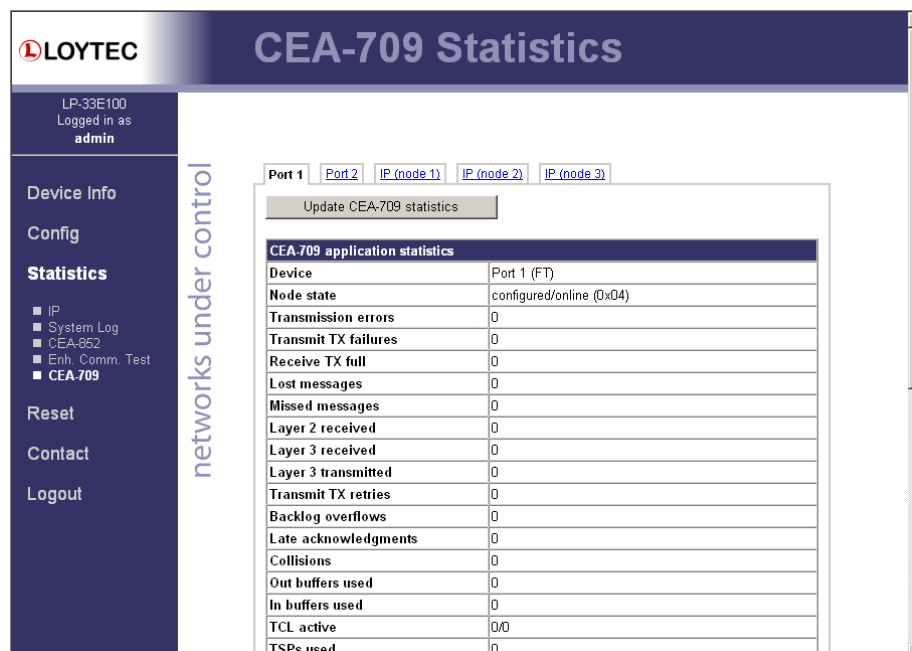 LOYTEC
CEA-709 Statistics
LP-33E100
Logged in as
admin
Device Info
Config
Statistics
IP
System Log
CEA-852
Enh. Comm. Test
CEA-709
Reset
Contact
Logout
networks under control
Port 1 Port 2 IP (node 1) IP (node 2) IP (node 3)
Update CEA-709 statistics
CEA-709 application statistics
Device Port 1 (FT)
Node state configured/online (0x04)
Transmission errors 0
Transmit TX failures 0
Receive TX full 0
Lost messages 0
Missed messages 0
Layer 2 received 0
Layer 3 received 0
Layer 3 transmitted 0
Transmit TX retries 0
Backlog overflows 0
Late acknowledgments 0
Collisions 0
Out buffers used 0
In buffers used 0
TCL active 0/0
TSPs used 0